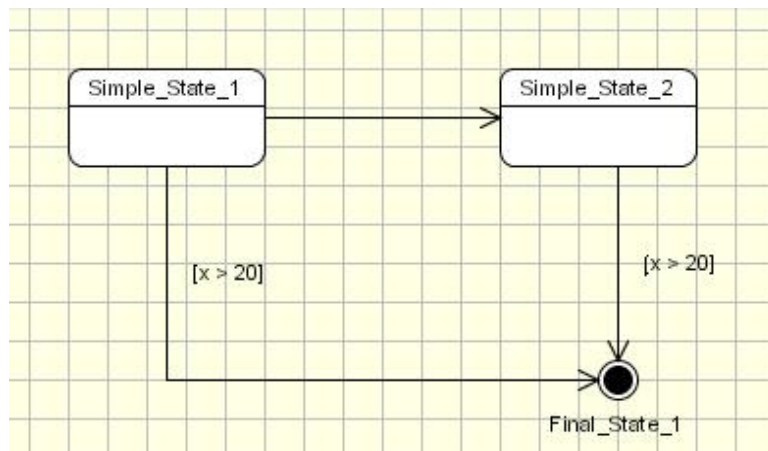 Simple_State_1
Simple_State_2
[x > 20]
[x > 20]
Final_State_1